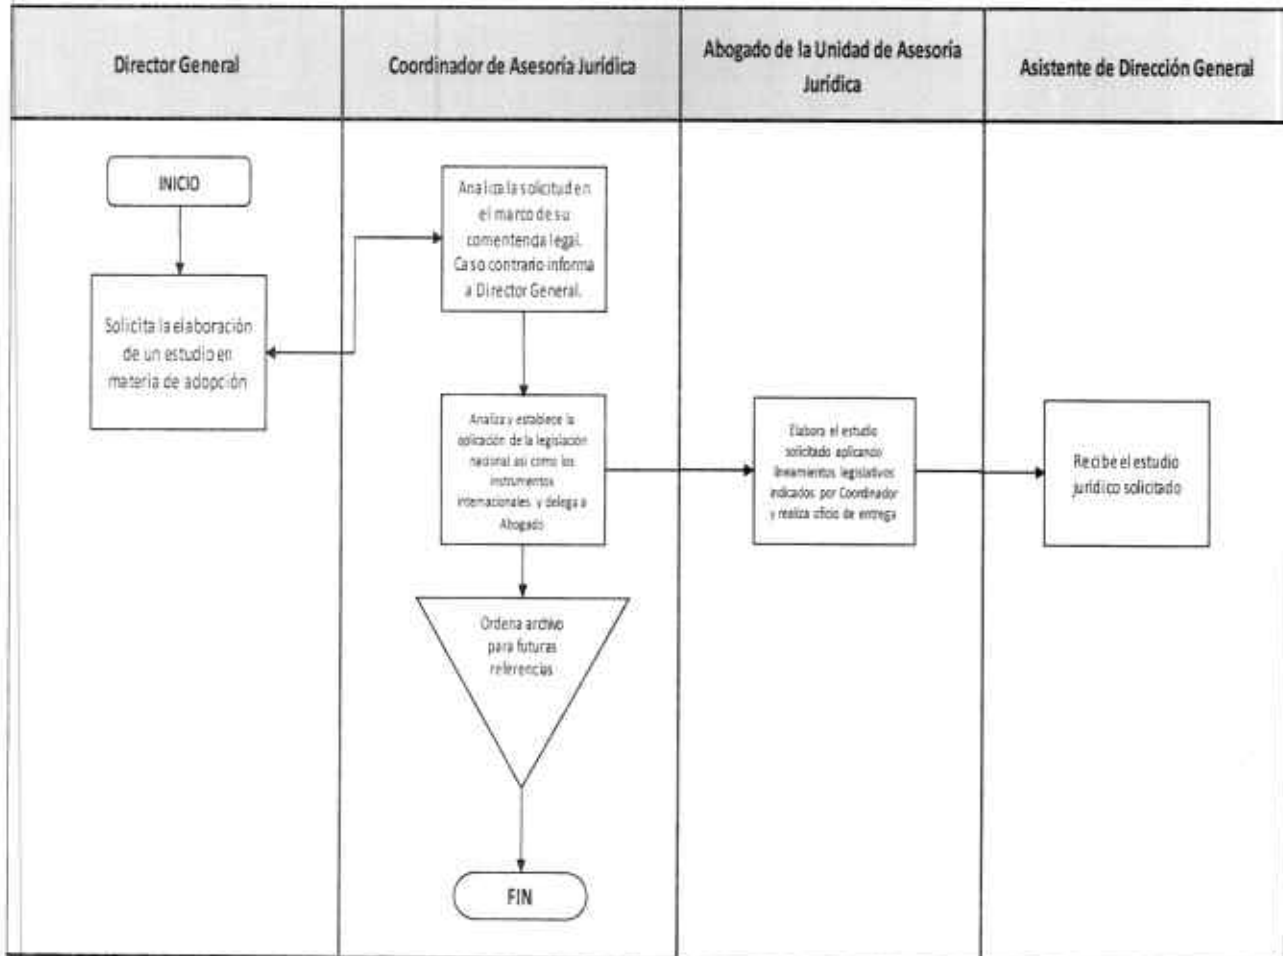 Director General
Coordinador de Asesoría Jurídica
Abogado de la Unidad de Asesoría
Jurídica
Asistente de Dirección General
INICIO
Solicita la elaboración
de un estudio en
materia de adopción
Analiza la solicitud en
el marco de su
comentencia legal.
Caso contrario informa
a Director General.
Analiza y establece la
aplicación de la legislación
nacional asi como los
instrumentos
internacionales y delega a
Abogado
Elabora el estudio
solicitado aplicando
lineamientos legislativos
indicados por Coordinador
y realiza oficio de entrega
Recibe el estudio
jurídico solicitado
Ordena archivo
para futuras
referencias
FIN